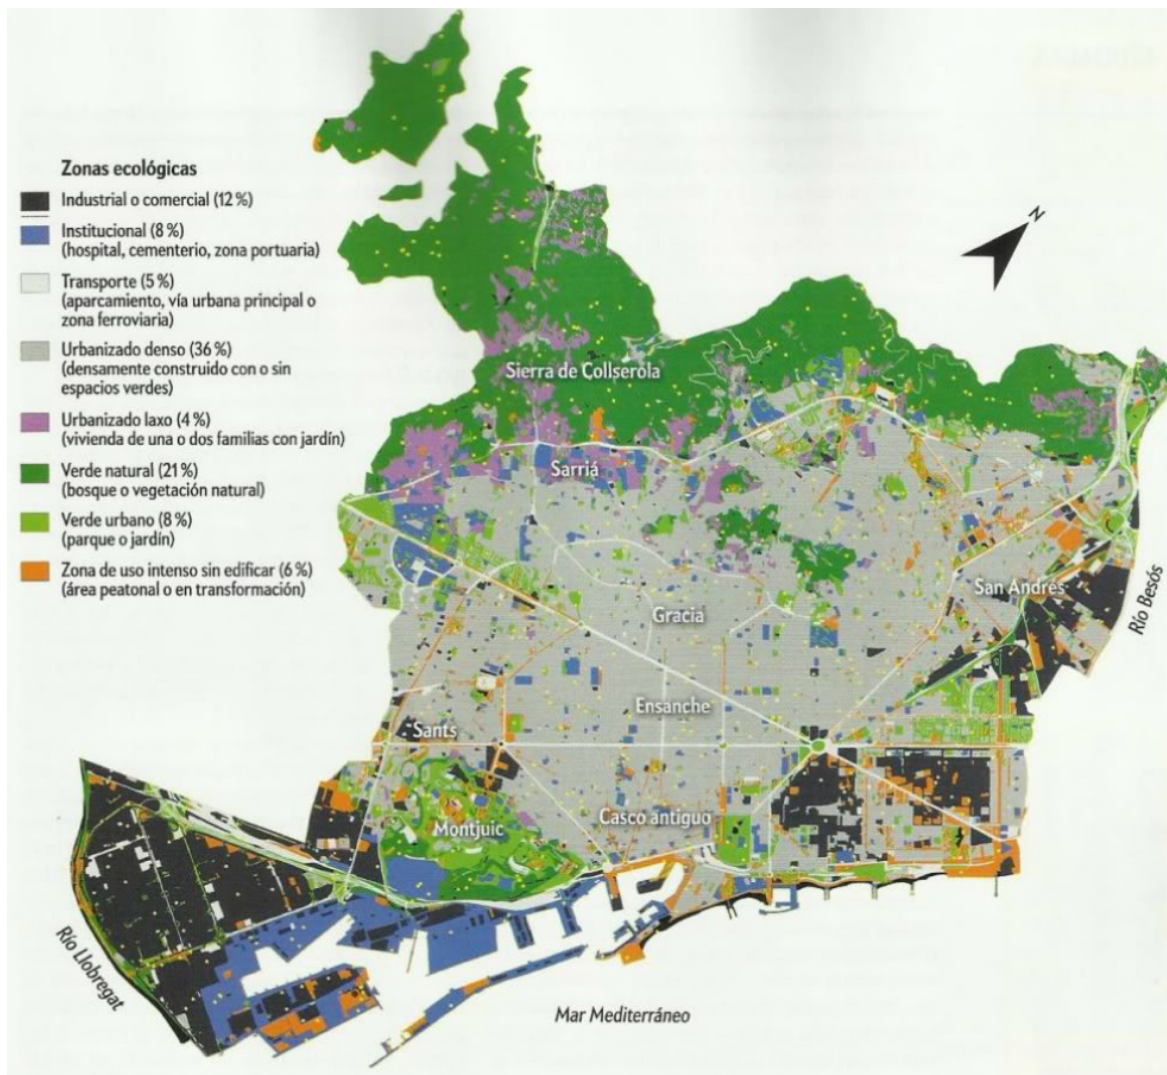 Zonas ecológicas
Industrial o comercial (12 %)
Institucional (8 %)
(hospital, cementerio, zona portuaria)
Transporte (5 %)
(aparcamiento, vía urbana principal o
zona ferroviaria)
Urbanizado denso (36 %)
(densamente construido con o sin
espacios verdes)
Urbanizado laxo (4 %)
(vivienda de una o dos familias con jardín)
Verde natural (21 %)
(bosque o vegetación natural)
Verde urbano (8 %)
(parque o jardín)
Zona de uso intenso sin edificar (6 %)
(área peatonal o en transformación)
N
Sierra de Collserola
Sarriá
San Andrés
Río Besós
Gracia
Ensanche
Sants
Casco antiguo
Montjuic
Río Llobregat
Mar Mediterráneo